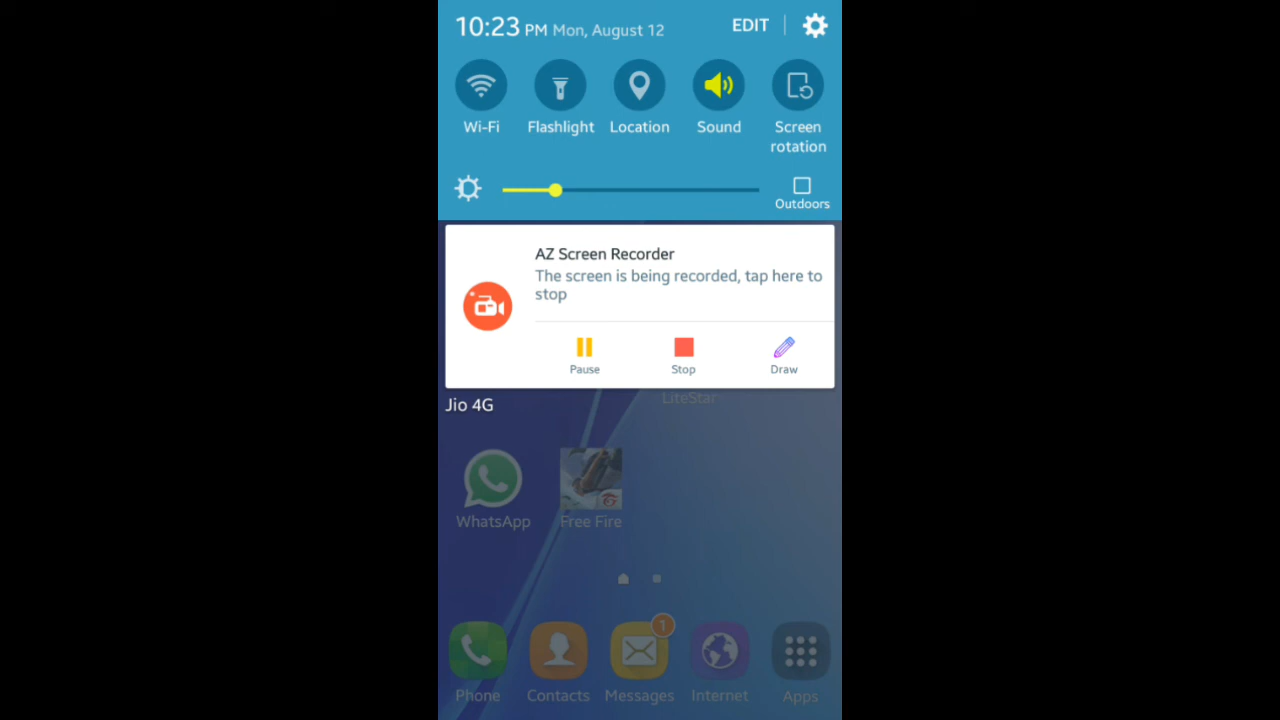 10:23 PM Mon, August 12 EDIT
Wi-Fi Flashlight Location Sound Screen
rotation
Outdoors
AZ Screen Recorder
The screen is being recorded, tap here to
stop
Pause Stop Draw
LiteStar
Jio 4G
WhatsApp Free Fire
1
Phone Contacts Messages Internet Apps